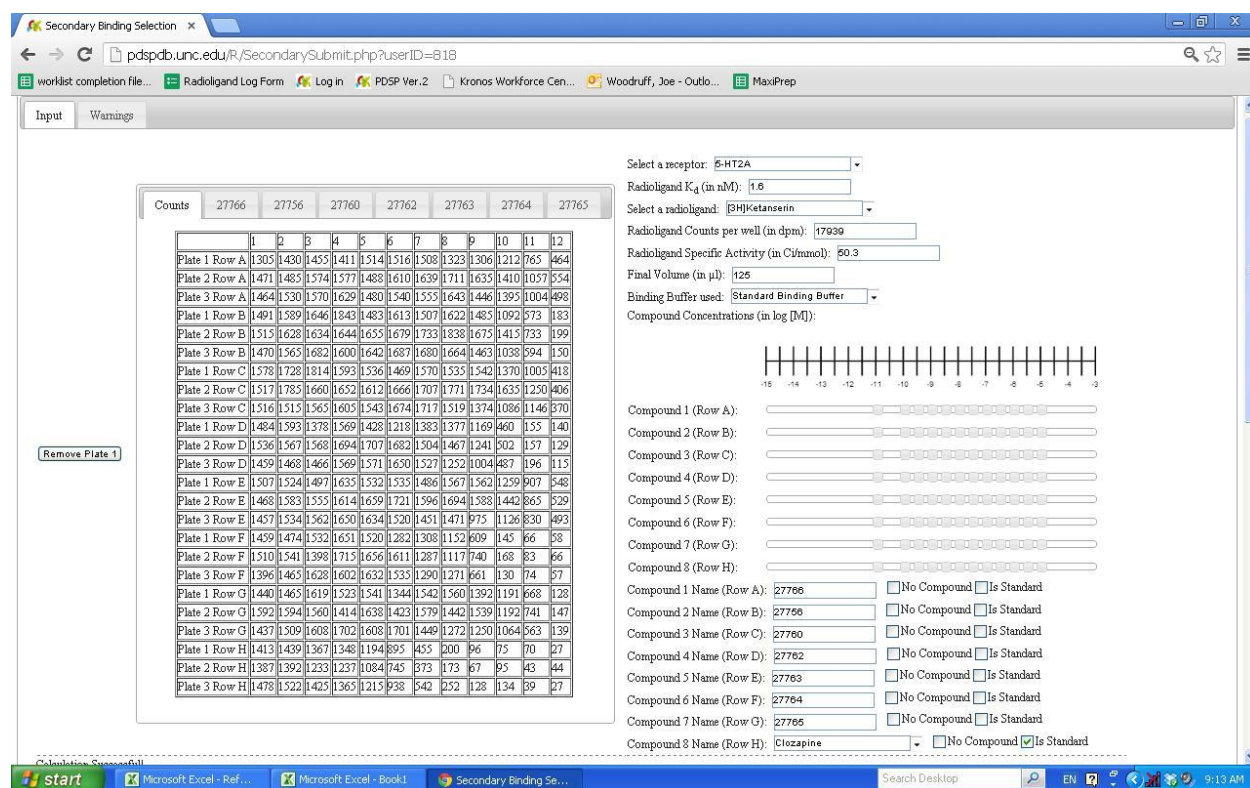 Secondary Binding Selection ×
pdspdb.unc.edu/R/SecondarySubmit.php?userID=818
worklist completion file... Radioligand Log Form Log in PDSP Ver.2 Kronos Workforce Cen... Woodruff, Joe - Outlo... MaxiPrep
Input Warnings
Counts 27766 27756 27760 27762 27763 27764 27765
1 2 3 4 5 6 7 8 9 10 11 12
Plate 1 Row A 1305 1430 1455 1411 1514 1516 1508 1323 1306 1212 765 464
Plate 2 Row A 1471 1485 1574 1577 1488 1610 1639 1711 1635 1410 1057 554
Plate 3 Row A 1464 1530 1570 1629 1480 1540 1555 1643 1446 1395 1004 498
Plate 1 Row B 1491 1589 1646 1843 1483 1613 1507 1622 1485 1092 573 183
Plate 2 Row B 1515 1628 1634 1644 1655 1679 1733 1838 1675 1415 733 199
Plate 3 Row B 1470 1565 1682 1600 1642 1687 1680 1664 1463 1038 594 150
Plate 1 Row C 1578 1728 1814 1593 1536 1469 1570 1535 1542 1370 1005 418
Plate 2 Row C 1517 1785 1660 1652 1612 1666 1707 1771 1734 1635 1250 406
Plate 3 Row C 1516 1515 1565 1605 1543 1674 1717 1519 1374 1086 1146 370
Plate 1 Row D 1484 1593 1378 1569 1428 1218 1383 1377 1169 460 155 140
Plate 2 Row D 1536 1567 1568 1694 1707 1682 1504 1467 1241 502 157 129
Plate 3 Row D 1459 1468 1466 1569 1571 1650 1527 1252 1004 487 196 115
Plate 1 Row E 1507 1524 1497 1635 1532 1535 1486 1567 1562 1259 907 548
Plate 2 Row E 1468 1583 1555 1614 1659 1721 1596 1694 1588 1442 865 529
Plate 3 Row E 1457 1534 1562 1650 1634 1520 1451 1471 975 1126 830 493
Plate 1 Row F 1459 1474 1532 1651 1520 1282 1308 1152 609 145 66 58
Plate 2 Row F 1510 1541 1398 1715 1656 1611 1287 1117 740 168 83 66
Plate 3 Row F 1396 1465 1628 1602 1632 1535 1290 1271 661 130 74 57
Plate 1 Row G 1440 1465 1619 1523 1541 1344 1542 1560 1392 1191 668 128
Plate 2 Row G 1592 1594 1560 1414 1638 1423 1579 1442 1539 1192 741 147
Plate 3 Row G 1437 1509 1608 1702 1608 1701 1449 1272 1250 1064 563 139
Plate 1 Row H 1413 1439 1367 1348 1194 895 455 200 96 75 70 27
Plate 2 Row H 1387 1392 1233 1237 1084 745 373 173 67 95 43 44
Plate 3 Row H 1478 1522 1425 1365 1215 938 542 252 128 134 39 27
Remove Plate 1
Select a receptor: 5-HT2A
Radioligand Kd (in nM): 1.6
Select a radioligand: [3H]Ketanserin
Radioligand Counts per well (in dpm): 17939
Radioligand Specific Activity (in Ci/mmol): 50.3
Final Volume (in µl): 125
Binding Buffer used: Standard Binding Buffer
Compound Concentrations (in log [M]):
-15 -14 -13 -12 -11 -10 -9 -8 -7 -6 -5 -4 -3
Compound 1 (Row A):
Compound 2 (Row B):
Compound 3 (Row C):
Compound 4 (Row D):
Compound 5 (Row E):
Compound 6 (Row F):
Compound 7 (Row G):
Compound 8 (Row H):
Compound 1 Name (Row A): 27766 No Compound Is Standard
Compound 2 Name (Row B): 27756 No Compound Is Standard
Compound 3 Name (Row C): 27760 No Compound Is Standard
Compound 4 Name (Row D): 27762 No Compound Is Standard
Compound 5 Name (Row E): 27763 No Compound Is Standard
Compound 6 Name (Row F): 27764 No Compound Is Standard
Compound 7 Name (Row G): 27765 No Compound Is Standard
Compound 8 Name (Row H): Clozapine No Compound Is Standard
Calculation Successful!
start Microsoft Excel - Ref... Microsoft Excel - Book1 Secondary Binding Se... Search Desktop EN 9:13 AM